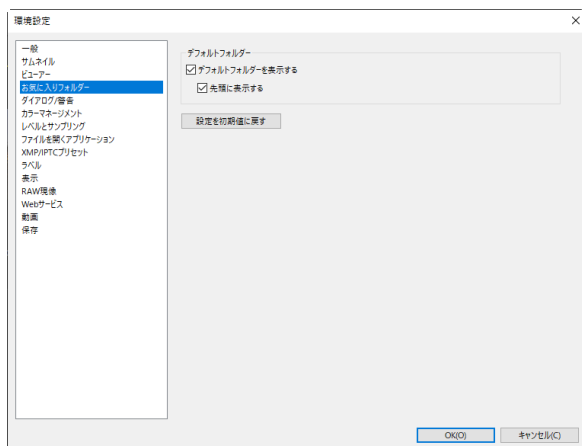 環境設定
一般
サムネイル
ビューアー
お気に入りフォルダー
ダイアログ/警告
カラーマネージメント
レベルとサンプリング
ファイルを開くアプリケーション
XMP/IPTCプリセット
ラベル
表示
RAW現像
Webサービス
動画
保存
デフォルトフォルダー
デフォルトフォルダーを表示する
先頭に表示する
設定を初期値に戻す
OK(O)
キャンセル(C)